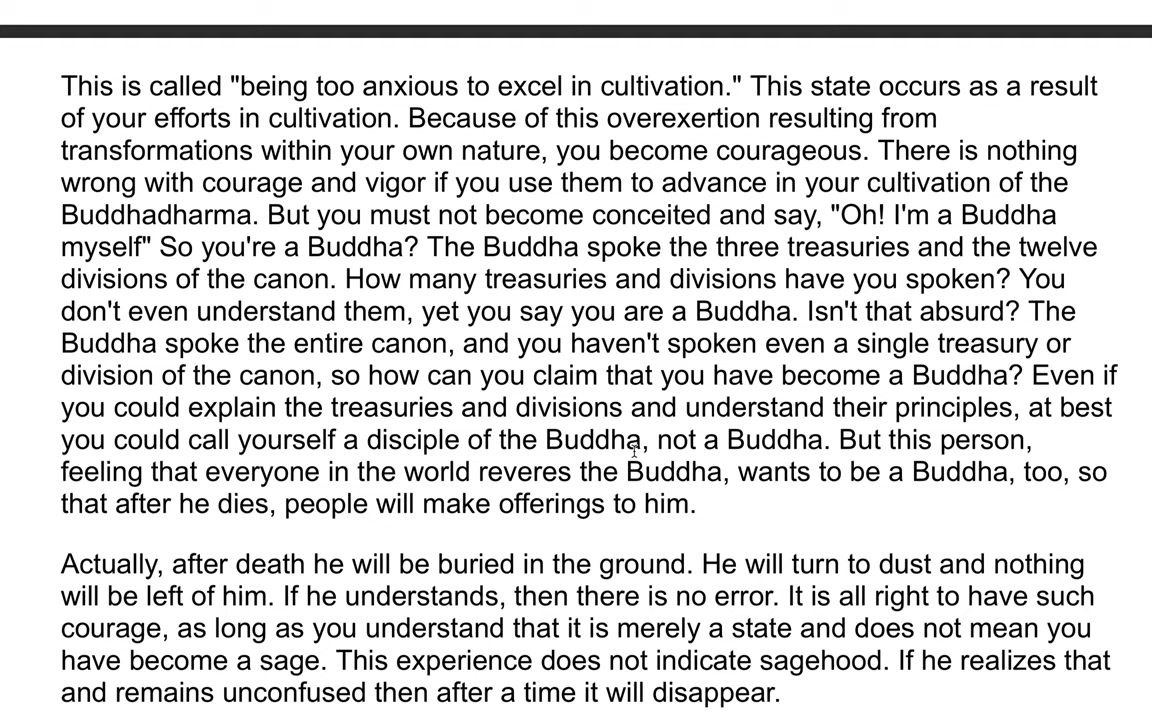 This is called "being too anxious to excel in cultivation." This state occurs as a result
of your efforts in cultivation. Because of this overexertion resulting from
transformations within your own nature, you become courageous. There is nothing
wrong with courage and vigor if you use them to advance in your cultivation of the
Buddhadharma. But you must not become conceited and say, "Oh! I'm a Buddha
myself" So you're a Buddha? The Buddha spoke the three treasuries and the twelve
divisions of the canon. How many treasuries and divisions have you spoken? You
don't even understand them, yet you say you are a Buddha. Isn't that absurd? The
Buddha spoke the entire canon, and you haven't spoken even a single treasury or
division of the canon, so how can you claim that you have become a Buddha? Even if
you could explain the treasuries and divisions and understand their principles, at best
you could call yourself a disciple of the Buddha, not a Buddha. But this person,
feeling that everyone in the world reveres the Buddha, wants to be a Buddha, too, so
that after he dies, people will make offerings to him.
Actually, after death he will be buried in the ground. He will turn to dust and nothing
will be left of him. If he understands, then there is no error. It is all right to have such
courage, as long as you understand that it is merely a state and does not mean you
have become a sage. This experience does not indicate sagehood. If he realizes that
and remains unconfused then after a time it will disappear.